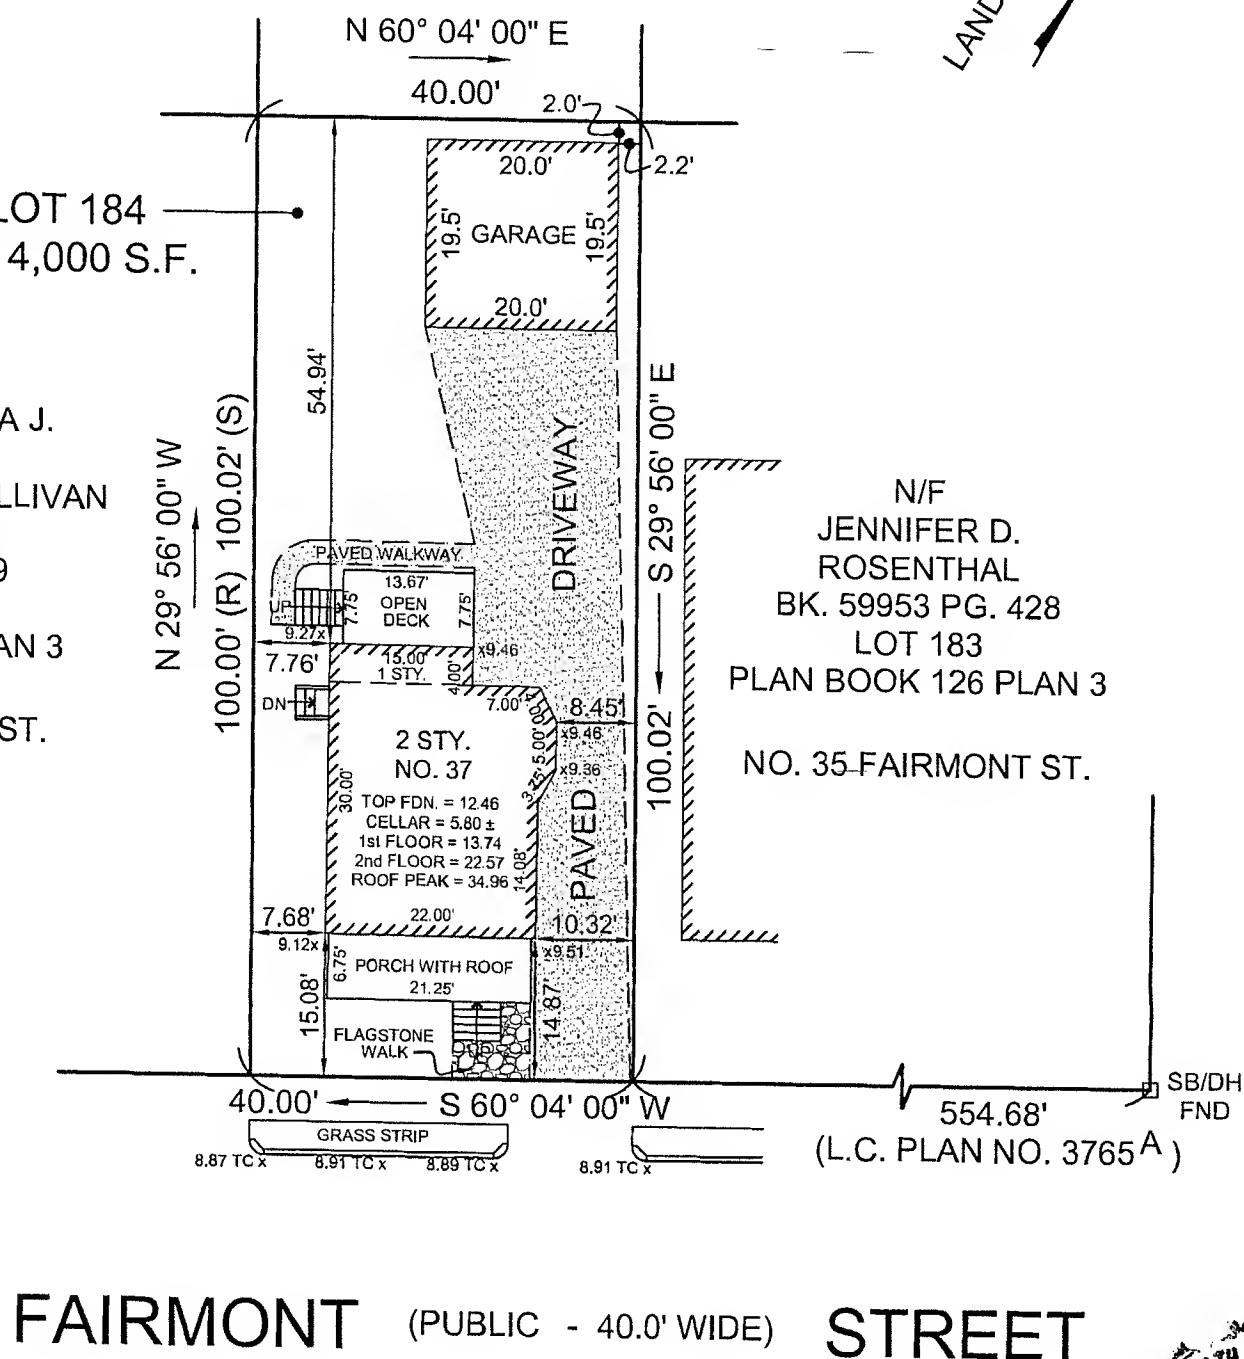 N 60° 04' 00" E
40.00'
2.0'
2.2'
LAND
LOT 184
4,000 S.F.
20.0'
19.5'
GARAGE
19.5'
20.0'
54.94'
A J.
LLIVAN
9
AN 3
ST.
N 29° 56' 00" W
100.00' (R) 100.02' (S)
DRIVEWAY
PAVED
S 29° 56' 00" E
100.02'
N/F
JENNIFER D.
ROSENTHAL
BK. 59953 PG. 428
LOT 183
PLAN BOOK 126 PLAN 3
NO. 35 FAIRMONT ST.
PAVED WALKWAY
13.67'
UP
7.75'
OPEN
DECK
7.75'
9.27x
x9.46
7.76'
15.00'
1 STY.
4.00'
DN
7.00'
4.00'
8.45'
x9.46
5.00'
x9.36
3.75'
2 STY.
NO. 37
30.00'
TOP FDN. = 12.46
CELLAR = 5.80 ±
1st FLOOR = 13.74
2nd FLOOR = 22.57
ROOF PEAK = 34.96
14.08'
7.68'
22.00'
10.32'
9.12x
x9.51
6.75'
PORCH WITH ROOF
21.25'
15.08'
14.87'
FLAGSTONE
WALK
UP
40.00'
S 60° 04' 00" W
554.68'
(L.C. PLAN NO. 3765 A )
SB/DH
FND
GRASS STRIP
8.87 TC x
8.91 TC x
8.89 TC x
8.91 TC x
FAIRMONT (PUBLIC - 40.0' WIDE) STREET